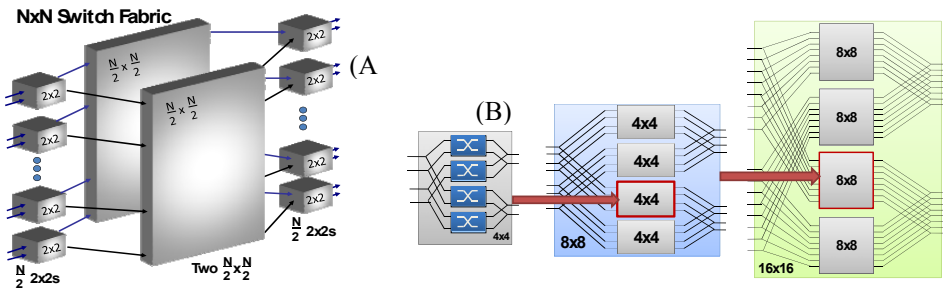 NxN Switch Fabric
(A
N/2 x N/2
N/2 x N/2
2x2
2x2
2x2
2x2
2x2
2x2
2x2
2x2
N/2 2x2s
Two N/2 x N/2
N/2 2x2s
(B)
4x4
4x4
4x4
4x4
4x4
8x8
8x8
8x8
8x8
8x8
16x16